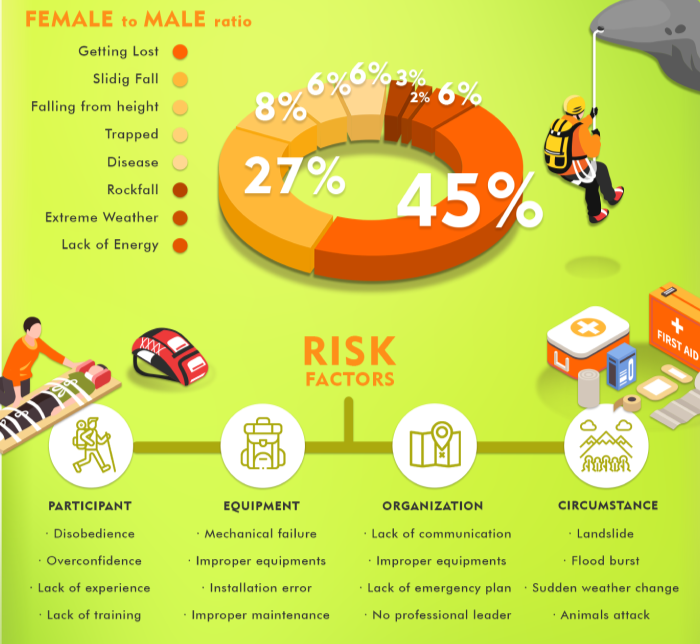 FEMALE to MALE ratio
Getting Lost
Slidig Fall
Falling from height
Trapped
Disease
Rockfall
Extreme Weather
Lack of Energy
8% 6% 6% 3% 2% 6%
27% 45%
XXXX
FIRST AID
RISK
FACTORS
PARTICIPANT
· Disobedience
· Overconfidence
· Lack of experience
· Lack of training
EQUIPMENT
· Mechanical failure
· Improper equipments
· Installation error
· Improper maintenance
ORGANIZATION
· Lack of communication
· Improper equipments
· Lack of emergency plan
· No professional leader
CIRCUMSTANCE
· Landslide
· Flood burst
· Sudden weather change
· Animals attack